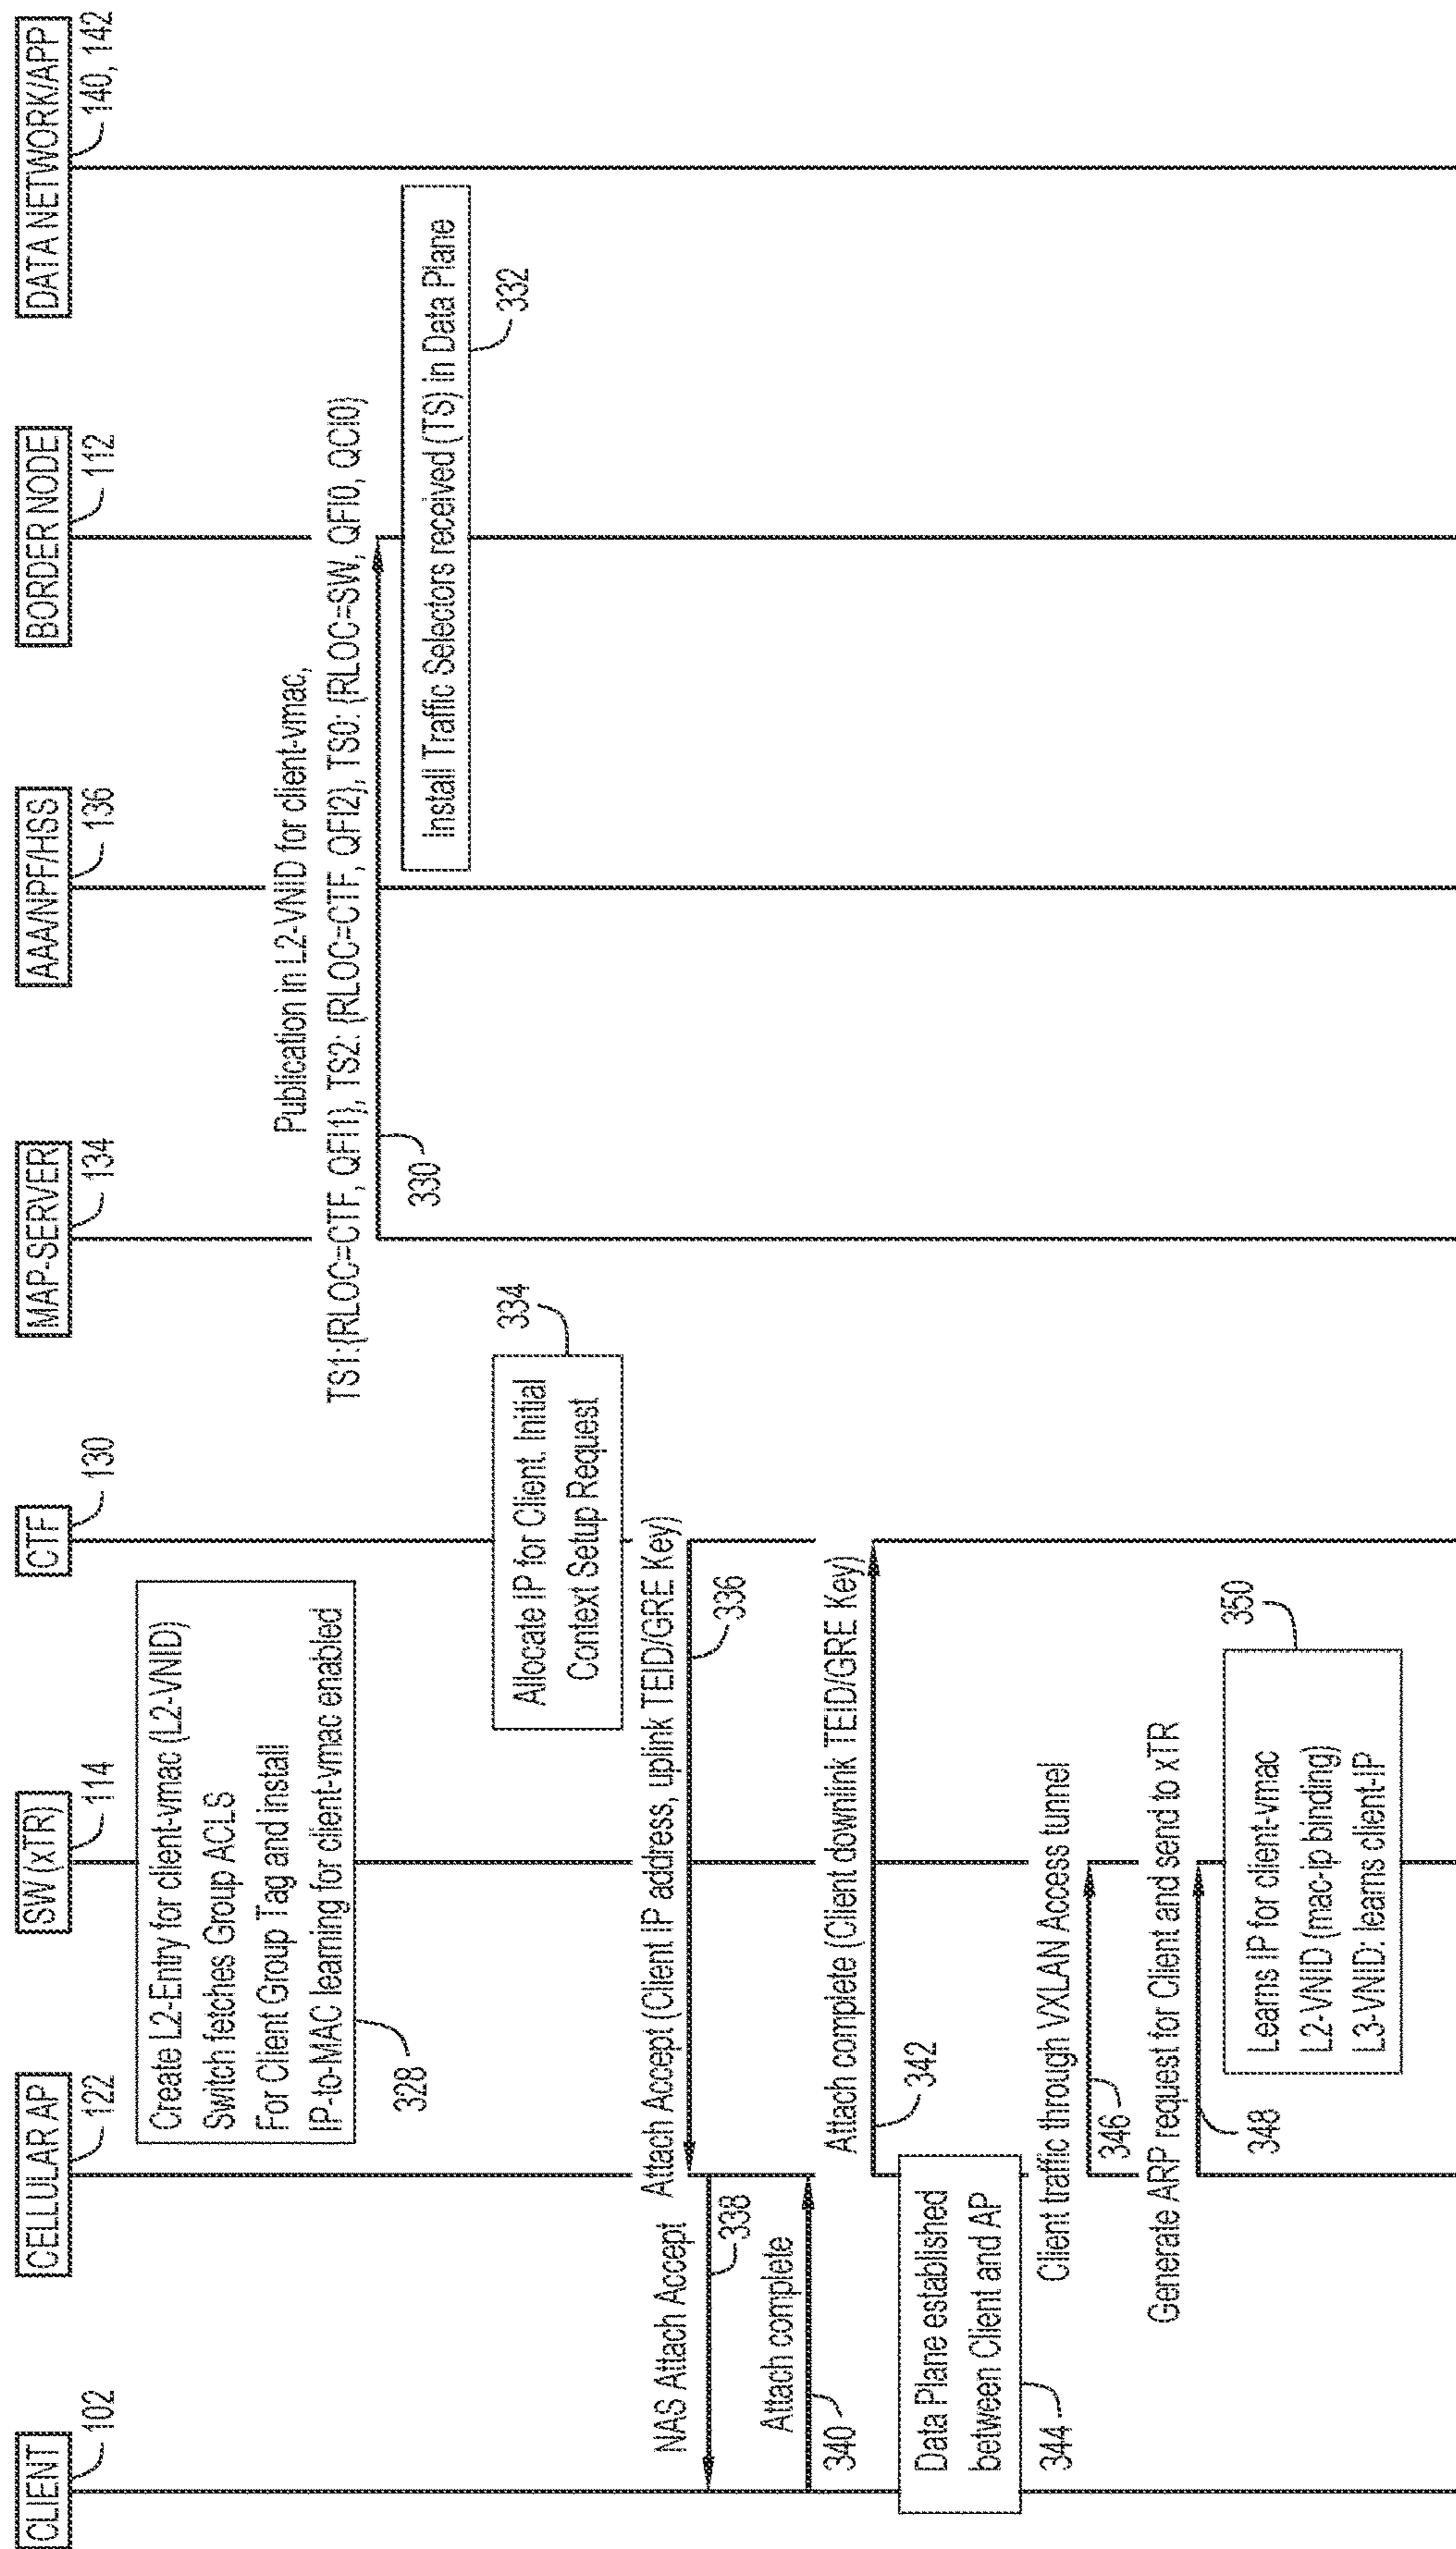 CLIENT
102
CELLULAR AP
122
SW (xTR)
114
CTF
130
MAP-SERVER
134
AAA/NPF/HSS
136
BORDER NODE
112
DATA NETWORK/APP
140, 142
Create L2-Entry for client-vmac (L2-VNID)
Switch fetches Group ACLS
For Client Group Tag and install
IP-to-MAC learning for client-vmac enabled
328
Publication in L2-VNID for client-vmac,
TS1:{RLOC=CTF, QFI1}, TS2: {RLOC=CTF, QFI2}, TS0: {RLOC=SW, QFI0, QCI0}
330
Install Traffic Selectors received (TS) in Data Plane
332
Allocate IP for Client. Initial
Context Setup Request
334
Attach Accept (Client IP address, uplink TEID/GRE Key)
336
NAS Attach Accept
338
Attach complete
340
Attach complete (Client downlink TEID/GRE Key)
342
Data Plane established
between Client and AP
344
Client traffic through VXLAN Access tunnel
346
Generate ARP request for Client and send to xTR
348
Learns IP for client-vmac
L2-VNID (mac-ip binding)
L3-VNID: learns client-IP
350